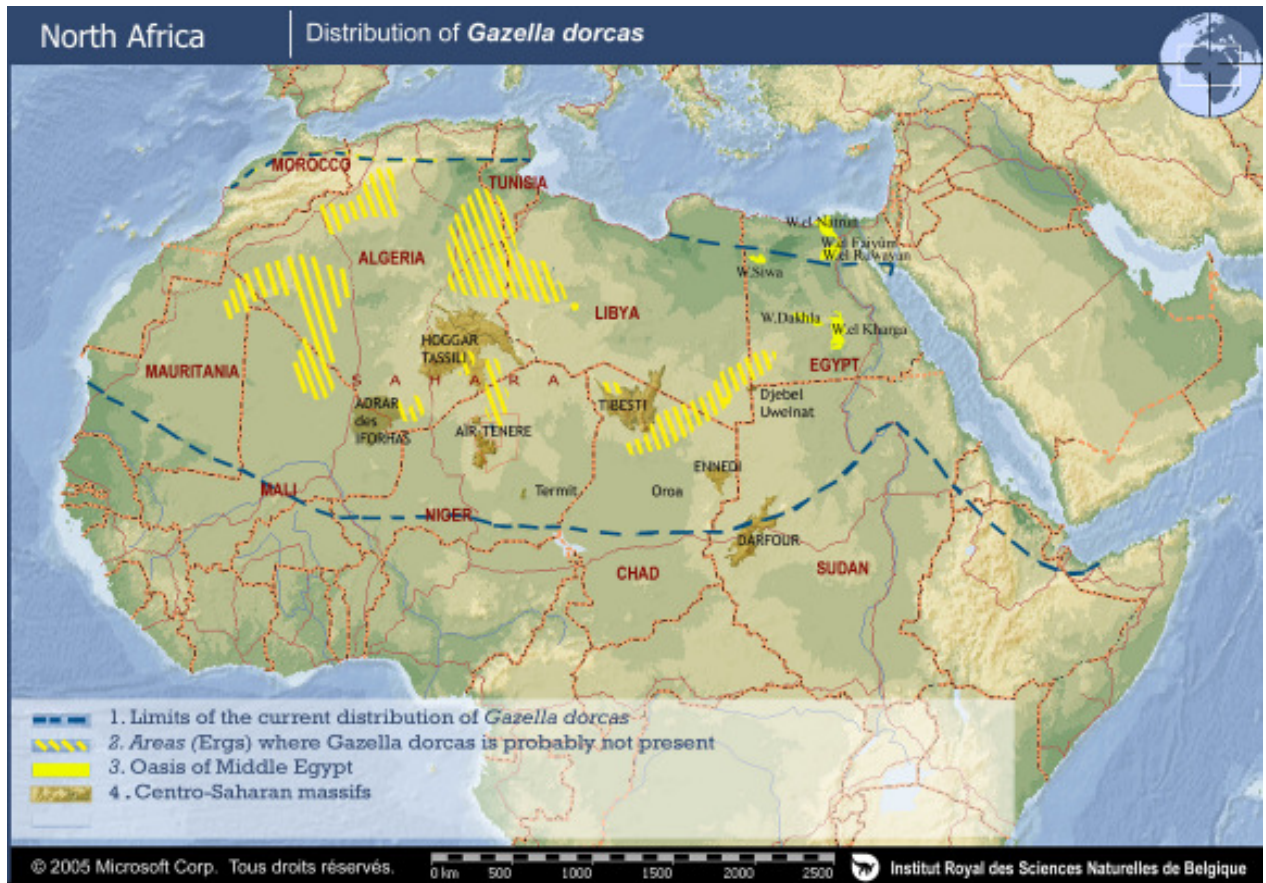 North Africa
Distribution of Gazella dorcas
MOROCCO
TUNISIA
ALGERIA
LIBYA
W.el Natrun
W.el Faiyum
W.el Raiwayan
W.Siwa
W.Dakhla
W.el Kharga
EGYPT
HOGGAR
TASSILI
MAURITANIA
SAHARA
ADRAR
des
IFORHAS
AIR-TENERE
TIBESTI
Djebel
Uweinat
ENNEDI
MALI
Termit
Oroa
NIGER
DARFOUR
CHAD
SUDAN
1. Limits of the current distribution of Gazella dorcas
2. Areas (Ergs) where Gazella dorcas is probably not present
3. Oasis of Middle Egypt
4 . Centro-Saharan massifs
© 2005 Microsoft Corp. Tous droits réservés.
0 km 500 1000 1500 2000 2500
Institut Royal des Sciences Naturelles de Belgique